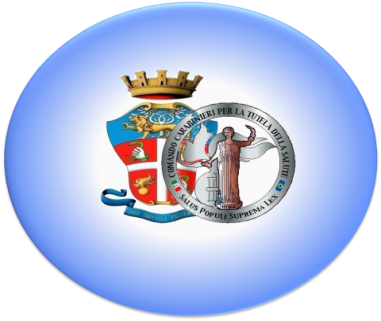 COMANDO CARABINIERI PER LA TUTELA DELLA SALUTE
SALUS POPULI SUPREMA LEX